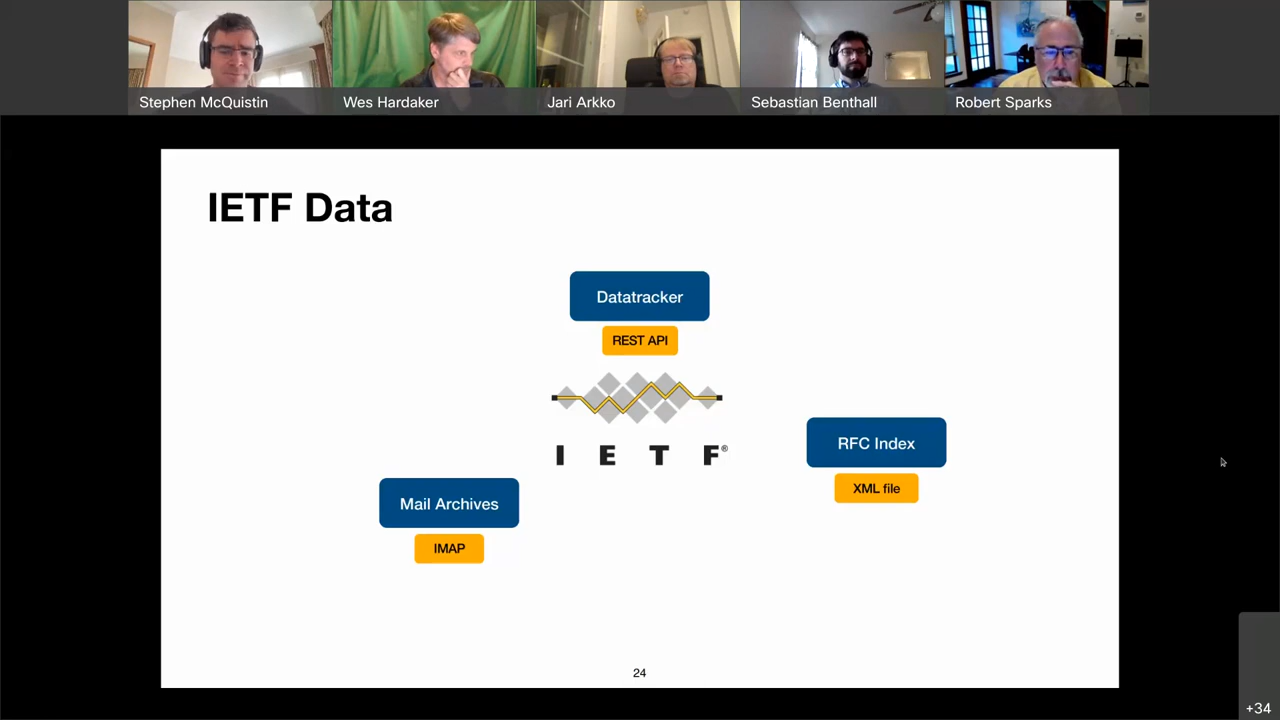 Stephen McQuistin
Wes Hardaker
Jari Arkko
Sebastian Benthall
Robert Sparks
IETF Data
Datatracker
REST API
I E T F®
RFC Index
XML file
Mail Archives
IMAP
24
+34